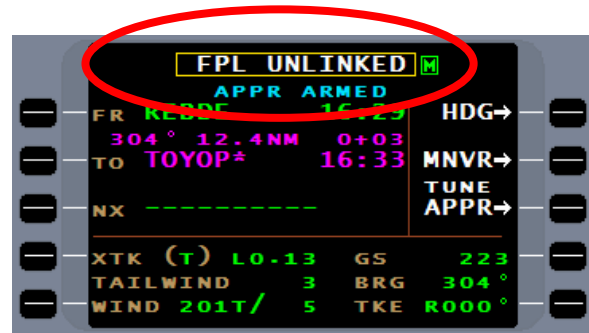 FPL UNLINKED M
APPR ARMED
FR REBDE 16:29 HDG→
304° 12.4NM 0+03
TO TOYOP 16:33 MNVR→
TUNE
NX ---------- APPR→
XTK (T) L0.13 GS 223
TAILWIND 3 BRG 304°
WIND 201T/ 5 TKE R000°